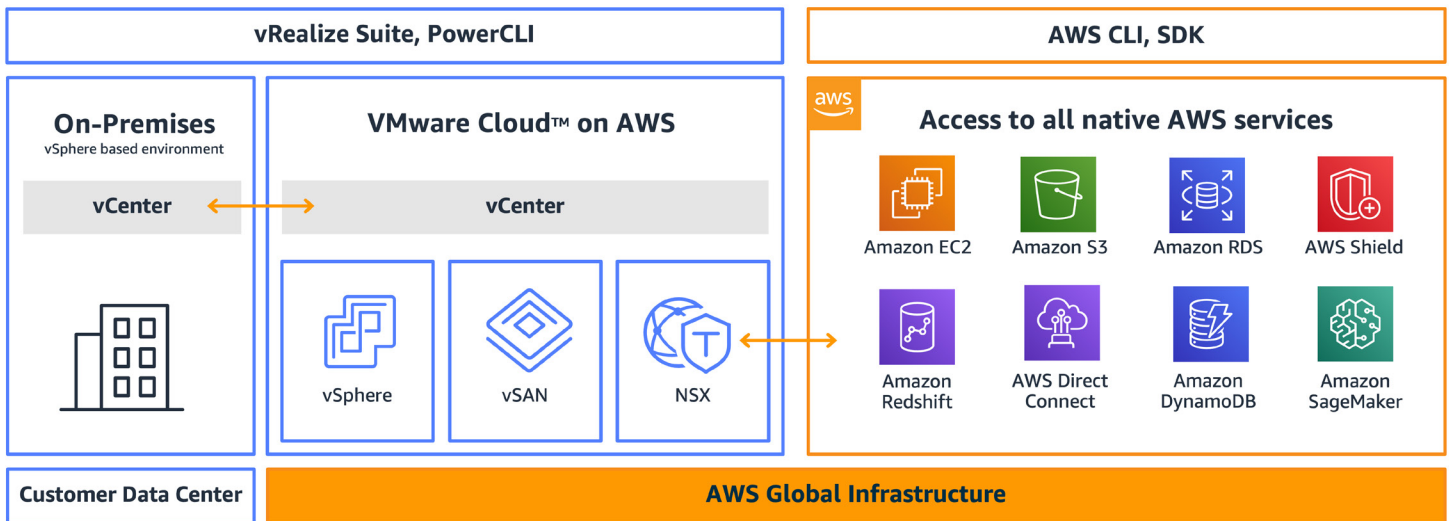 vRealize Suite, PowerCLI
AWS CLI, SDK
On-Premises
vSphere based environment
vCenter
VMware Cloud™ on AWS
vCenter
vSphere
vSAN
T
NSX
aws
Access to all native AWS services
Amazon EC2
Amazon S3
Amazon RDS
AWS Shield
Amazon
Redshift
AWS Direct
Connect
Amazon
DynamoDB
Amazon
SageMaker
Customer Data Center
AWS Global Infrastructure